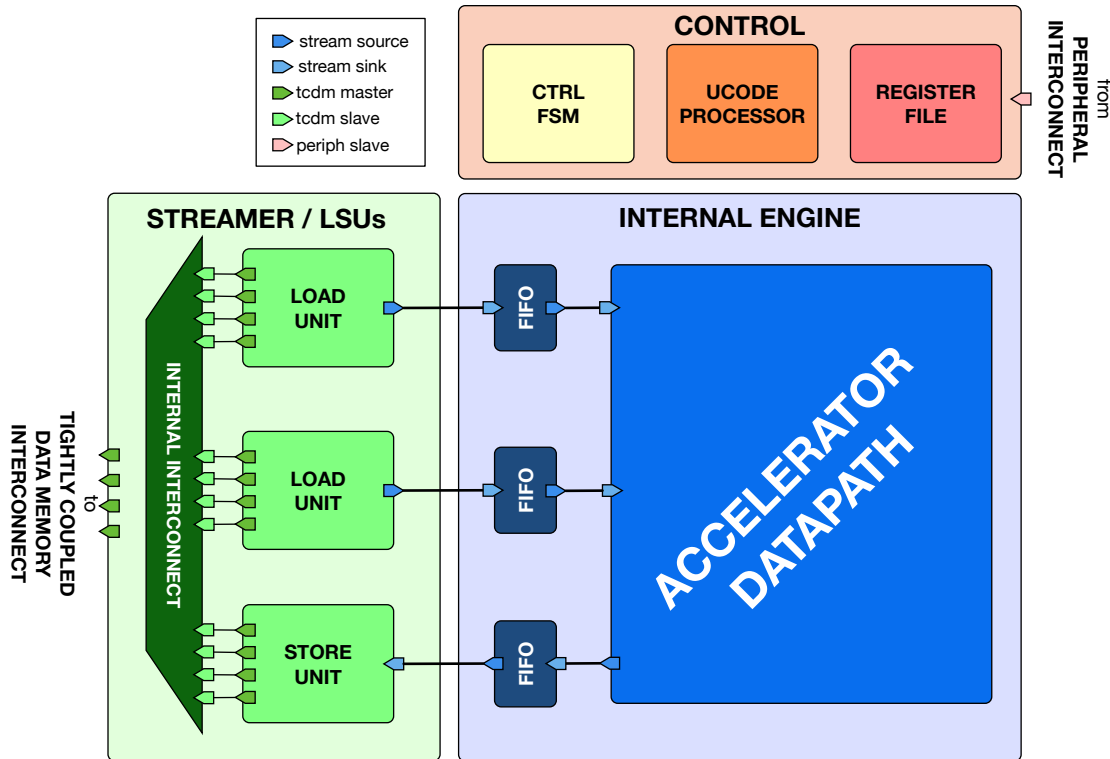 stream source
stream sink
tcdm master
tcdm slave
periph slave
CONTROL
CTRL
FSM
UCODE
PROCESSOR
REGISTER
FILE
from
PERIPHERAL
INTERCONNECT
STREAMER / LSUs
INTERNAL ENGINE
LOAD
UNIT
FIFO
INTERNAL INTERCONNECT
LOAD
UNIT
FIFO
ACCELERATOR
DATAPATH
TIGHTLY COUPLED
to
DATA MEMORY
INTERCONNECT
STORE
UNIT
FIFO